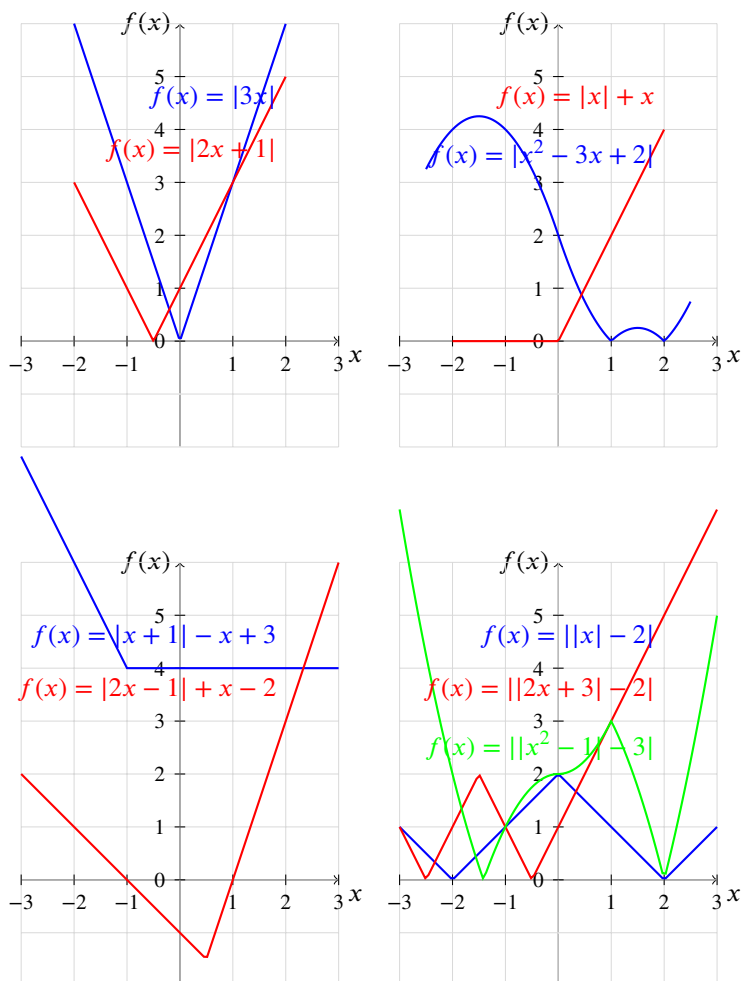 f(x)
5
f(x) = |3x|
4
f(x) = |2x + 1|
3
2
1
0
−3 −2 −1 1 2 3 x
f(x)
5
f(x) = |x| + x
4
f(x) = |x² − 3x + 2|
3
2
1
0
−3 −2 −1 1 2 3 x
f(x)
5
f(x) = |x + 1| − x + 3
4
f(x) = |2x − 1| + x − 2
3
2
1
0
−3 −2 −1 1 2 3 x
f(x)
5
f(x) = ||x| − 2|
4
f(x) = ||2x + 3| − 2|
3
f(x) = ||x² − 1| − 3|
2
1
0
−3 −2 −1 1 2 3 x